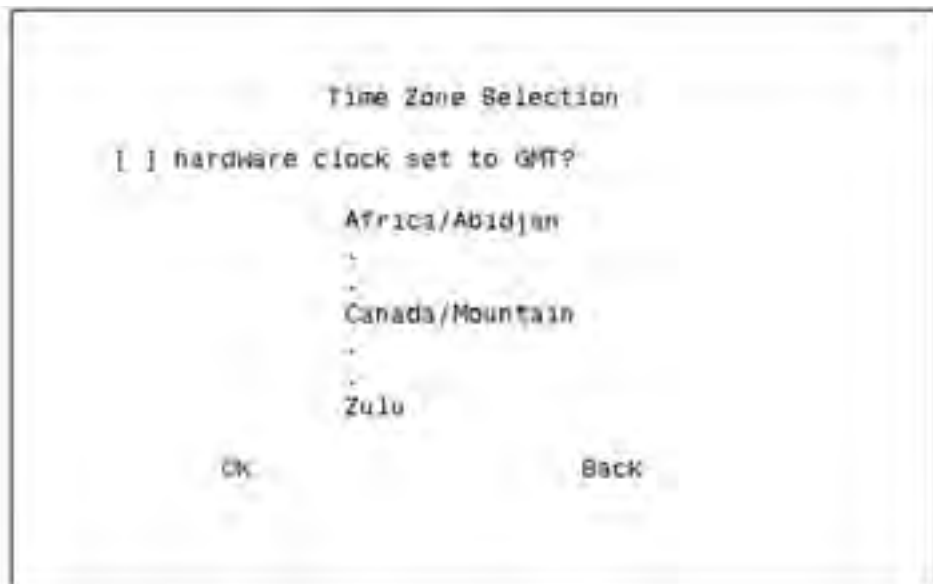 Time Zone Selection
[ ] hardware clock set to GMT?
Africa/Abidjan
.
.
Canada/Mountain
.
.
Zulu
OK Back